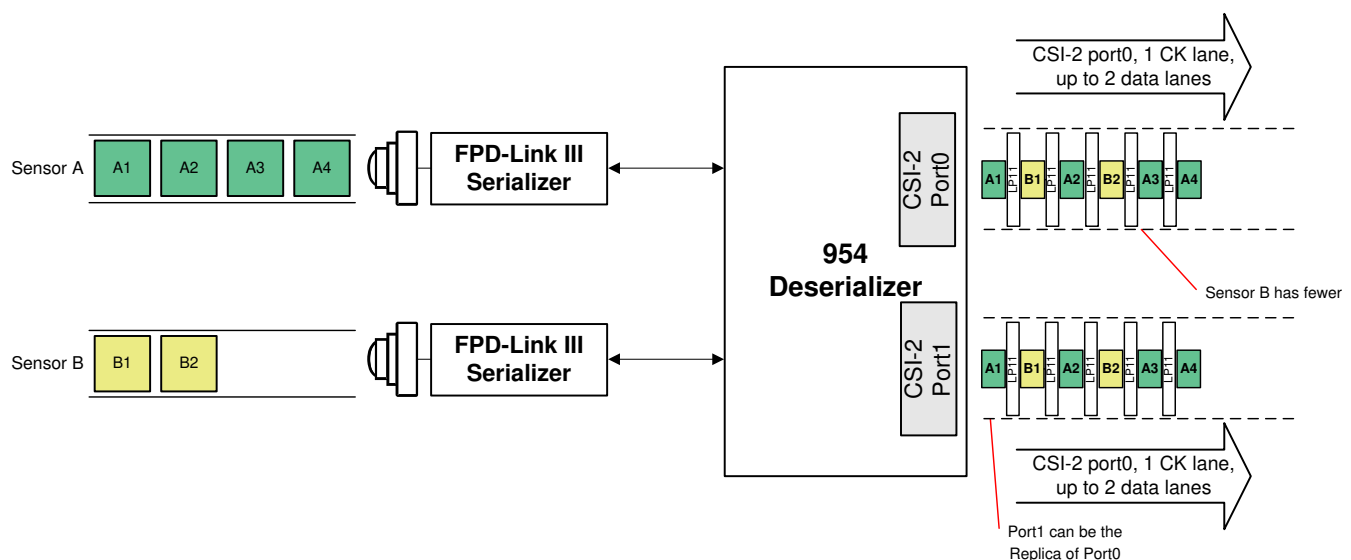 CSI-2 port0, 1 CK lane,
up to 2 data lanes
Sensor A
A1 A2 A3 A4
FPD-Link III
Serializer
CSI-2
Port0
A1 LP11 B1 LP11 A2 LP11 B2 LP11 A3 LP11 A4
954
Deserializer
Sensor B has fewer
Sensor B
B1 B2
FPD-Link III
Serializer
CSI-2
Port1
A1 LP11 B1 LP11 A2 LP11 B2 LP11 A3 LP11 A4
CSI-2 port0, 1 CK lane,
up to 2 data lanes
Port1 can be the
Replica of Port0